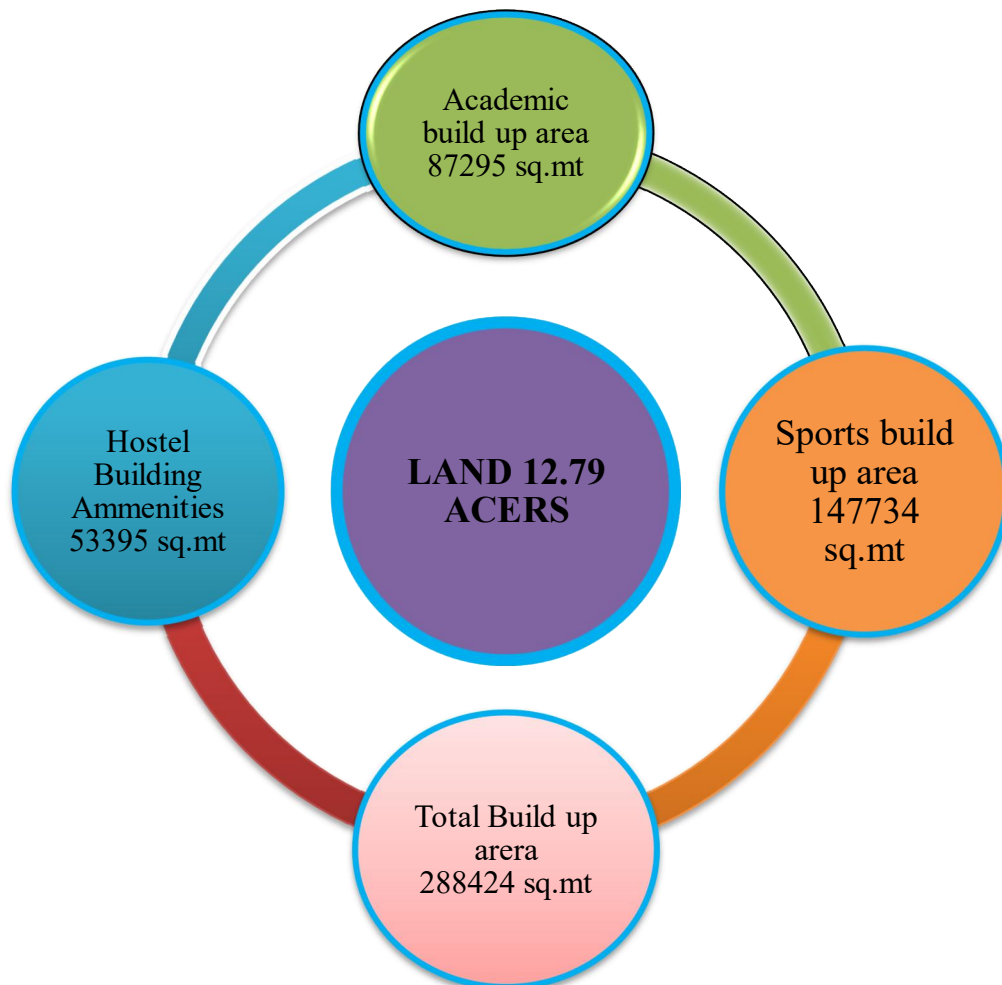 Academic
build up area
87295 sq.mt
Hostel
Building
Ammenities
53395 sq.mt
LAND 12.79
ACERS
Sports build
up area
147734
sq.mt
Total Build up
arera
288424 sq.mt